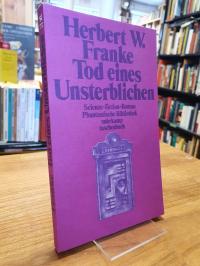 Herbert W.
Franke
Tod eines
Unsterblichen
Science-fiction-Roman
Phantastische Bibliothek
suhrkamp
taschenbuch